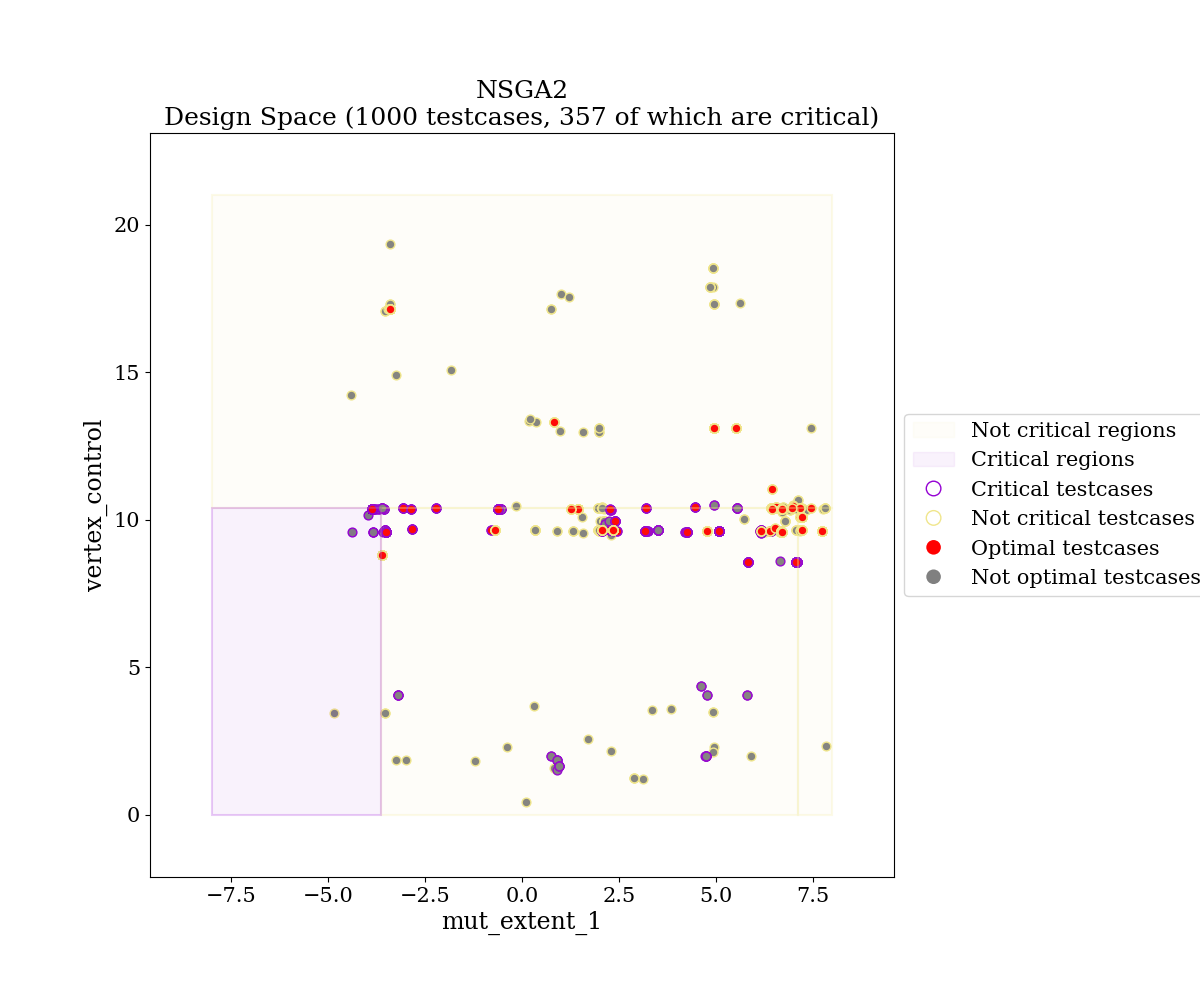 NSGA2
Design Space (1000 testcases, 357 of which are critical)
vertex_control
20
15
10
5
0
−7.5
−5.0
−2.5
0.0
2.5
5.0
7.5
mut_extent_1
Not critical regions
Critical regions
Critical testcases
Not critical testcases
Optimal testcases
Not optimal testcases